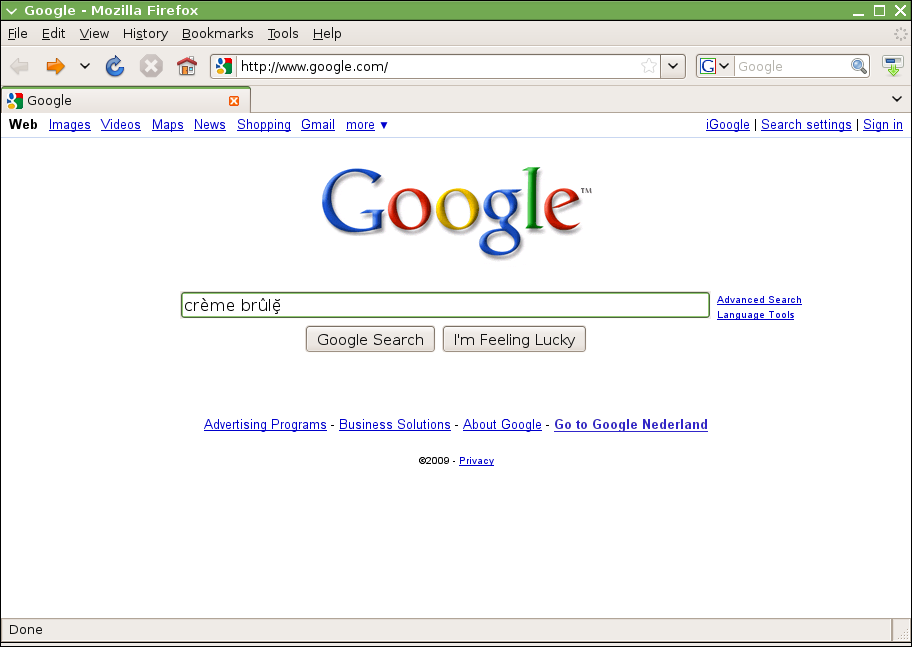 Google - Mozilla Firefox
File Edit View History Bookmarks Tools Help
http://www.google.com/ G Google
Google
Web Images Videos Maps News Shopping Gmail more ▼ iGoogle | Search settings | Sign in
Google™
crème brûlḝ Advanced Search
Language Tools
Google Search I'm Feeling Lucky
Advertising Programs - Business Solutions - About Google - Go to Google Nederland
©2009 - Privacy
Done